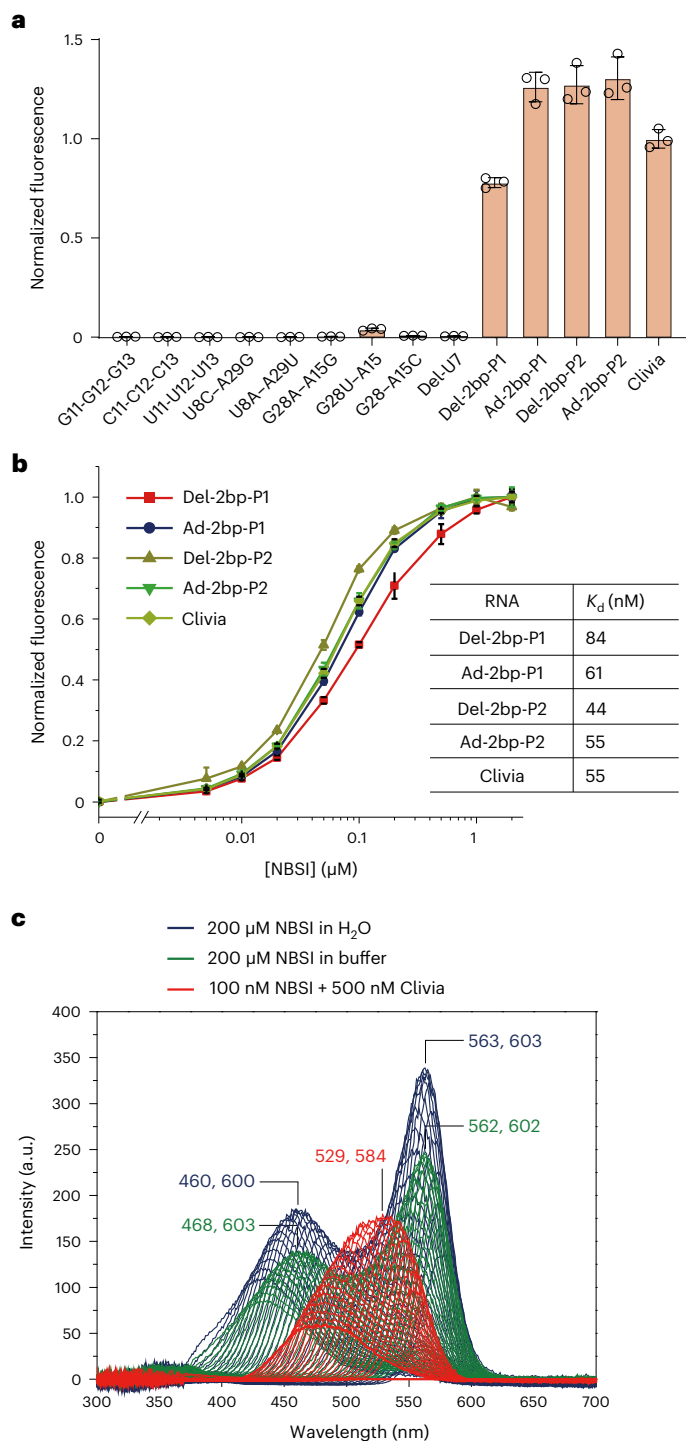 a
Normalized fluorescence
1.5
1.0
0.5
0
G11-G12-G13
C11-C12-C13
U11-U12-U13
U8C–A29G
U8A–A29U
G28A–A15G
G28U–A15
G28–A15C
Del-U7
Del-2bp-P1
Ad-2bp-P1
Del-2bp-P2
Ad-2bp-P2
Clivia
b
Normalized fluorescence
1.0
0.8
0.6
0.4
0.2
0
Del-2bp-P1
Ad-2bp-P1
Del-2bp-P2
Ad-2bp-P2
Clivia
RNA Kd (nM)
Del-2bp-P1 84
Ad-2bp-P1 61
Del-2bp-P2 44
Ad-2bp-P2 55
Clivia 55
0 0.01 0.1 1
[NBSI] (µM)
c
200 µM NBSI in H2O
200 µM NBSI in buffer
100 nM NBSI + 500 nM Clivia
Intensity (a.u.)
400
350
300
250
200
150
100
50
0
563, 603
562, 602
529, 584
460, 600
468, 603
300 350 400 450 500 550 600 650 700
Wavelength (nm)